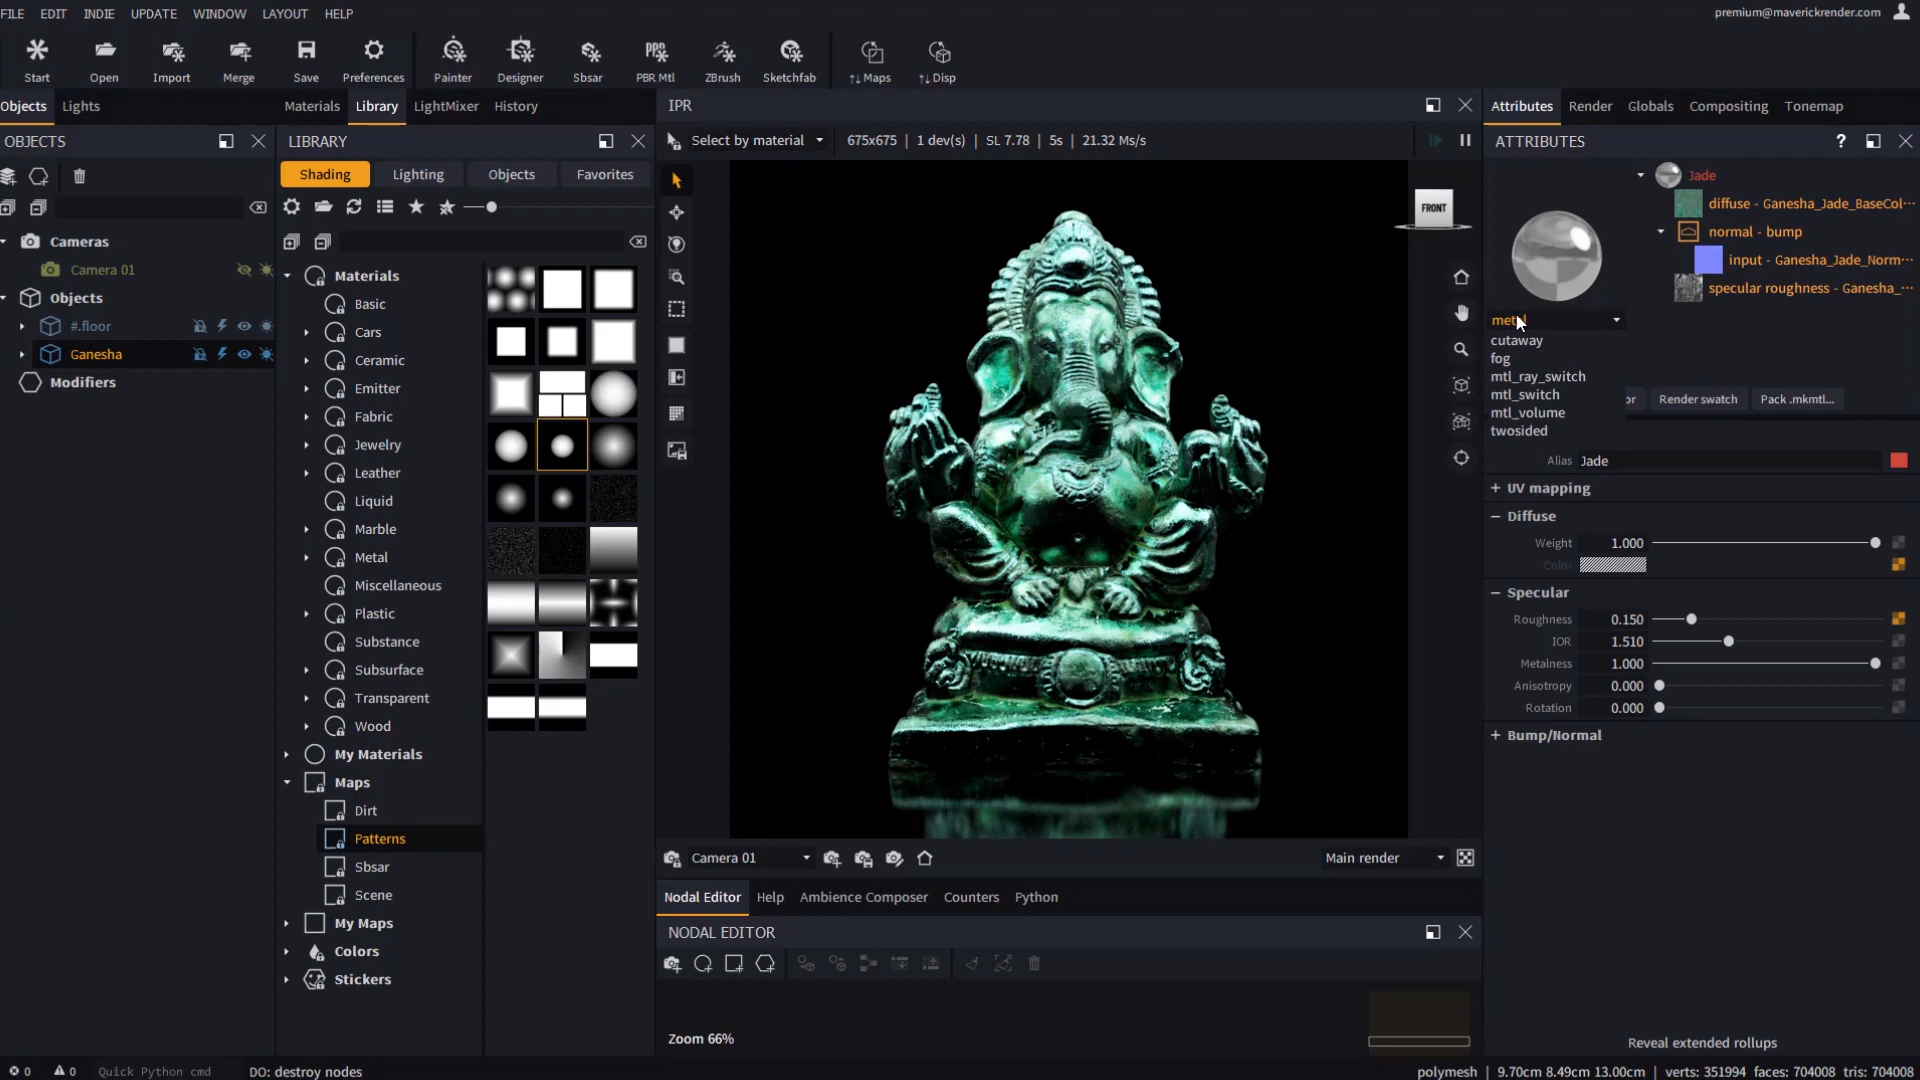 FILE EDIT INDIE UPDATE WINDOW LAYOUT HELP
premium@maverickrender.com
Start Open Import Merge Save Preferences Painter Designer Sbsar PBR Mtl ZBrush Sketchfab ↑↓ Maps ↑↓ Disp
PBR
Objects Lights
OBJECTS
Cameras
Camera 01
Objects
#.floor
Ganesha
Modifiers
Materials Library LightMixer History
LIBRARY
Shading Lighting Objects Favorites
Materials
Basic
Cars
Ceramic
Emitter
Fabric
Jewelry
Leather
Liquid
Marble
Metal
Miscellaneous
Plastic
Substance
Subsurface
Transparent
Wood
My Materials
Maps
Dirt
Patterns
Sbsar
Scene
My Maps
Colors
Stickers
IPR
Select by material 675x675 | 1 dev(s) | SL 7.78 | 5s | 21.32 Ms/s
FRONT
Camera 01 Main render
Nodal Editor Help Ambience Composer Counters Python
NODAL EDITOR
Zoom 66%
Attributes Render Globals Compositing Tonemap
ATTRIBUTES ?
Jade
diffuse - Ganesha_Jade_BaseCol···
normal - bump
input - Ganesha_Jade_Norm···
specular roughness - Ganesha_···
cutaway
fog
mtl_ray_switch
mtl_switch
mtl_volume
twosided
or Render swatch Pack .mkmtl...
Alias Jade
+ UV mapping
− Diffuse
Weight 1.000
Color
− Specular
Roughness 0.150
IOR 1.510
Metalness 1.000
Anisotropy 0.000
Rotation 0.000
+ Bump/Normal
Reveal extended rollups
0 0 Quick Python cmd DO: destroy nodes
polymesh | 9.70cm 8.49cm 13.00cm | verts: 351994 faces: 704008 tris: 704008